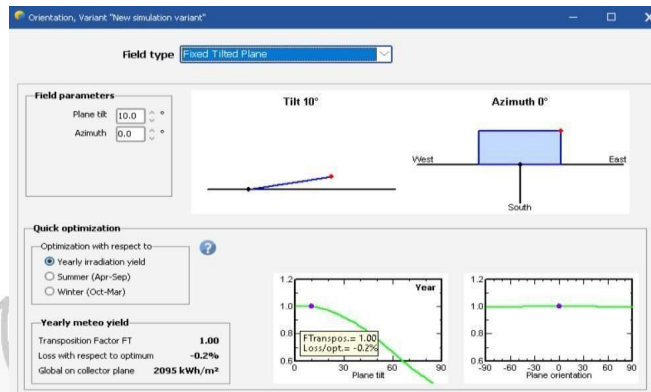 Orientation, Variant "New simulation variant"
Field type Fixed Tilted Plane
Field parameters
Plane tilt 10.0 °
Azimuth 0.0 °
Tilt 10°
Azimuth 0°
West East
South
Quick optimization
Optimization with respect to
Yearly irradiation yield
Summer (Apr-Sep)
Winter (Oct-Mar)
?
Yearly meteo yield
Transposition Factor FT 1.00
Loss with respect to optimum -0.2%
Global on collector plane 2095 kWh/m²
Year
1.2
1.0
0.8
0.6
FTranspos.= 1.00
Loss/opt.= -0.2%
0 30 60 90
Plane tilt
1.2
1.0
0.8
0.6
-90 -60 -30 0 30 60 90
Plane orientation